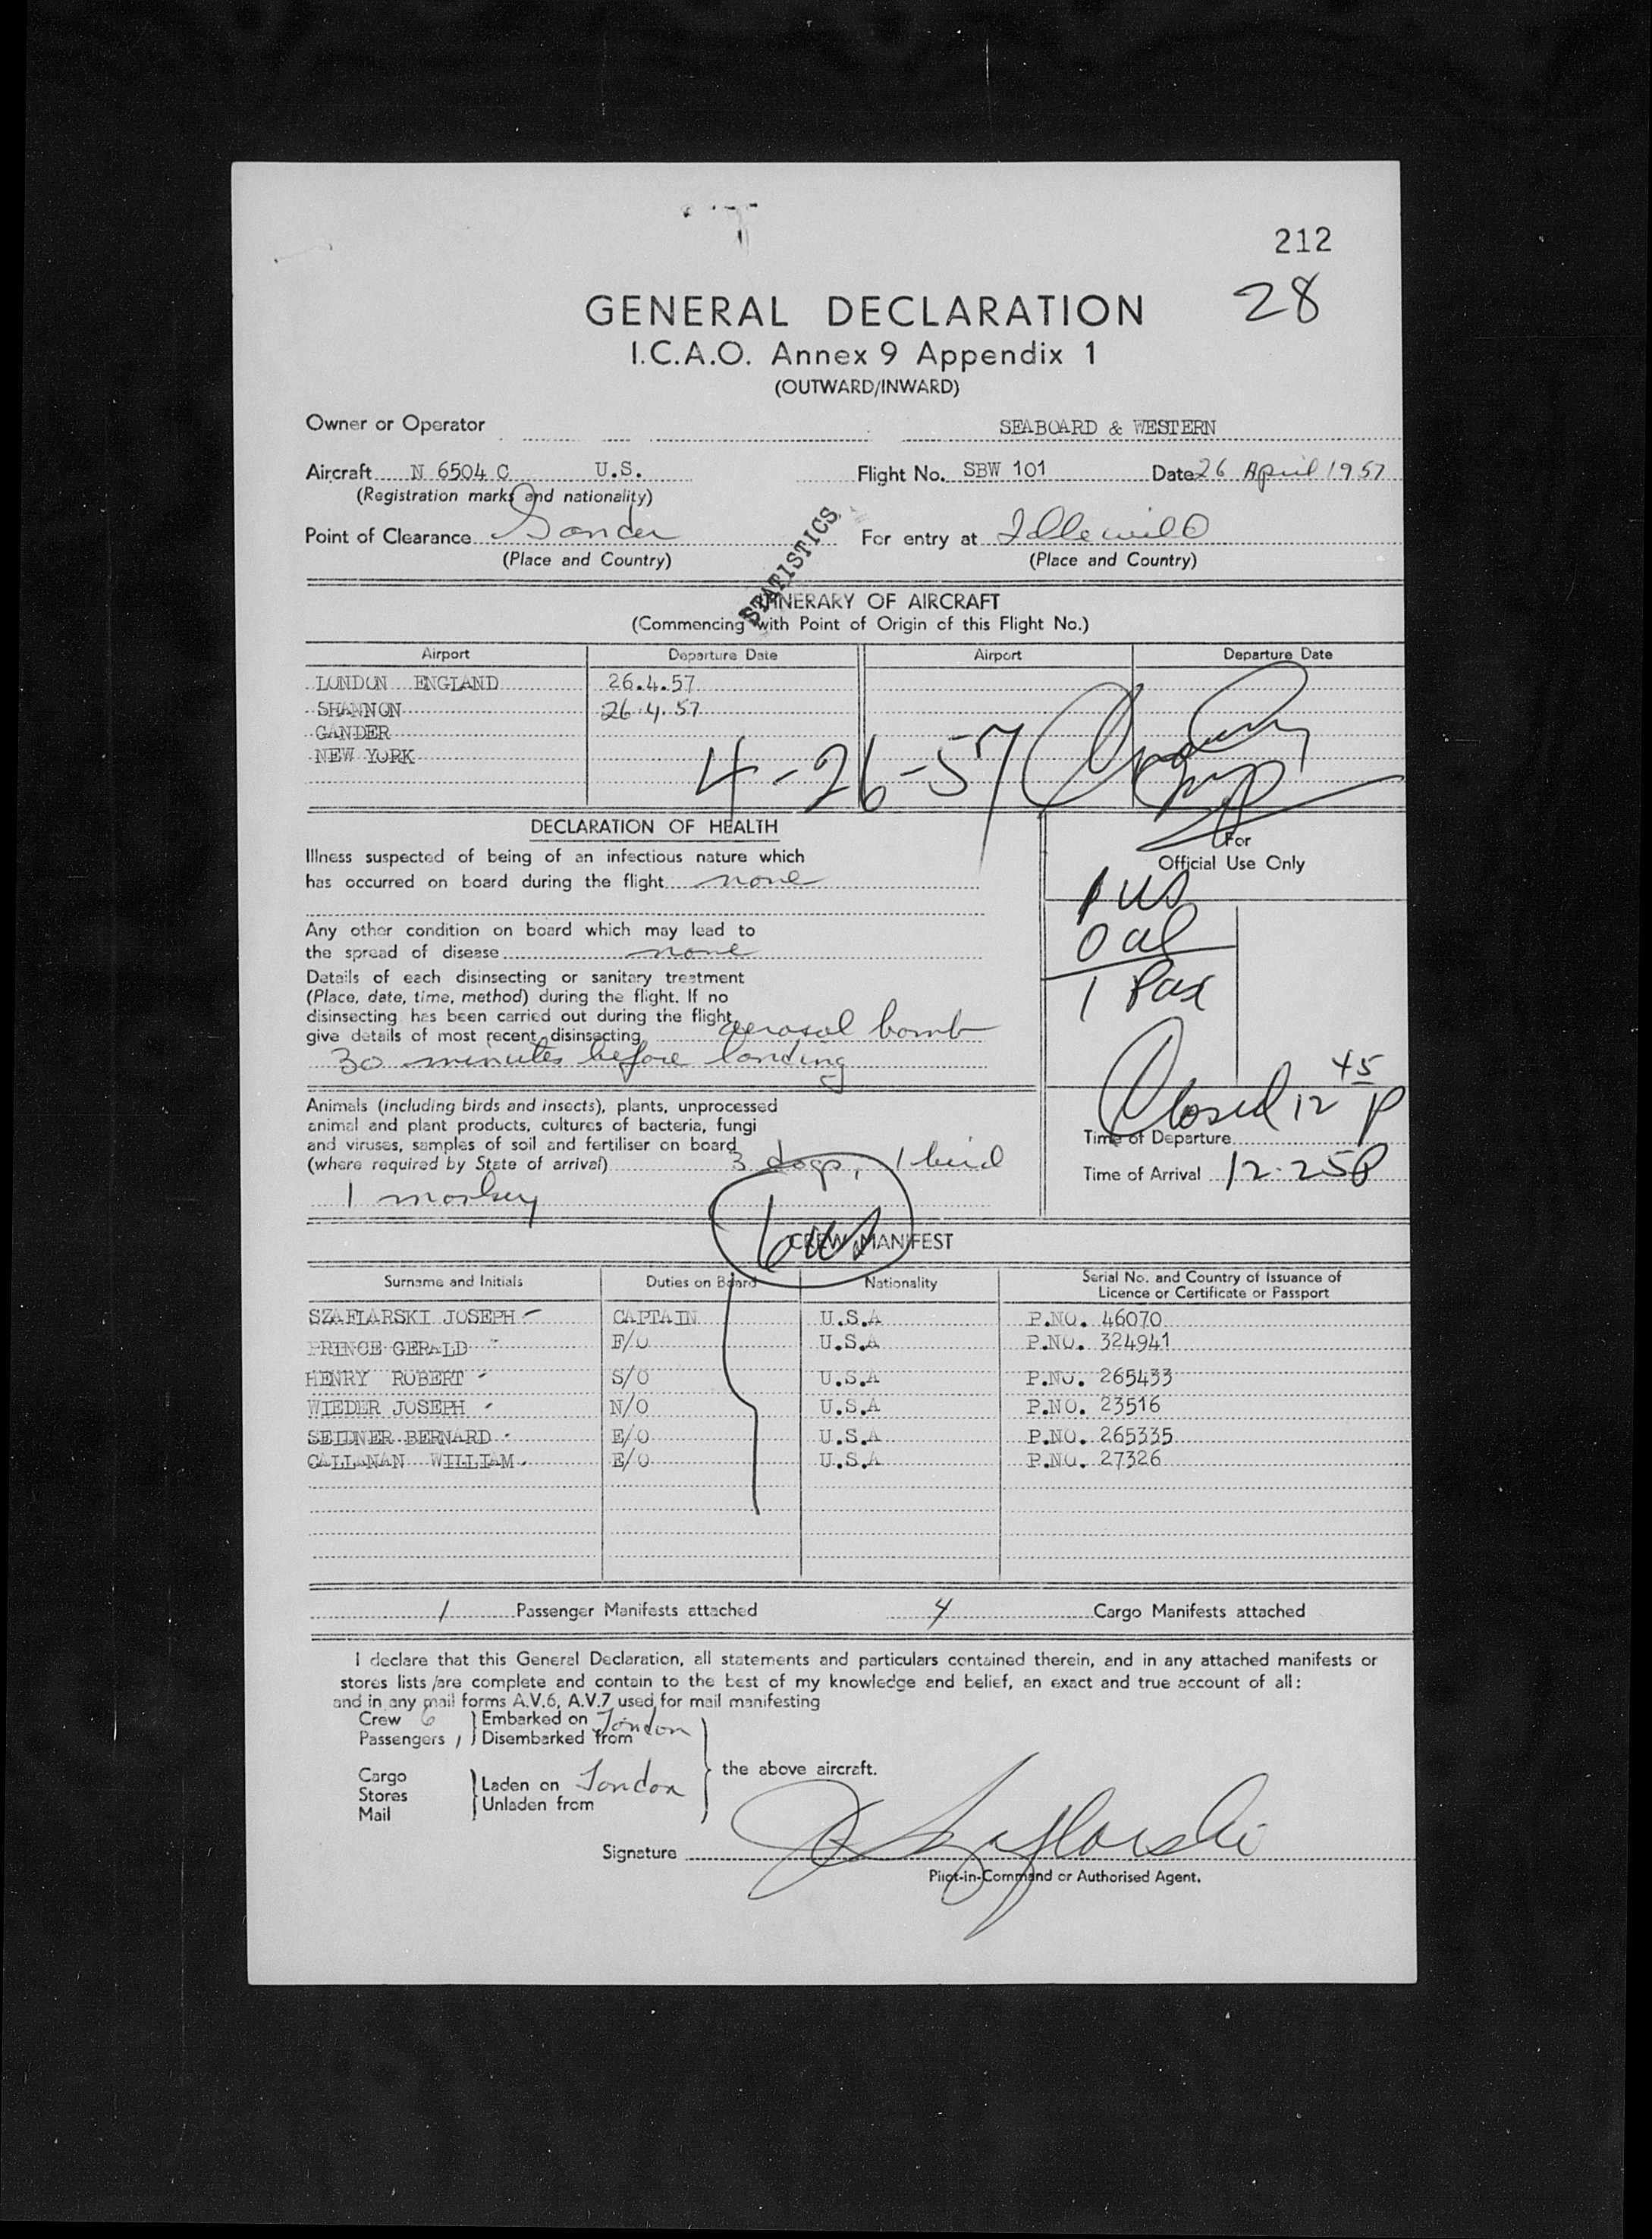 212
28
GENERAL DECLARATION
I.C.A.O. Annex 9 Appendix 1
(OUTWARD/INWARD)
Owner or Operator SEABOARD & WESTERN
Aircraft N 6504 C U.S. Flight No. SBW 101 Date 26 April 1957
(Registration marks and nationality)
Point of Clearance Gander For entry at Idlewild
(Place and Country) (Place and Country)
STATISTICS
ITINERARY OF AIRCRAFT
(Commencing with Point of Origin of this Flight No.)
Airport Departure Date Airport Departure Date
LONDON ENGLAND 26.4.57
SHANNON 26.4.57
GANDER
NEW YORK
4-26-57
DECLARATION OF HEALTH
For
Official Use Only
Illness suspected of being of an infectious nature which
has occurred on board during the flight none
1 US
0 al
1 Pax
Any other condition on board which may lead to
the spread of disease none
Details of each disinsecting or sanitary treatment
(Place, date, time, method) during the flight. If no
disinsecting has been carried out during the flight
give details of most recent disinsecting aerosol bomb
30 minutes before landing
Closed 12 45 P
Animals (including birds and insects), plants, unprocessed
animal and plant products, cultures of bacteria, fungi
and viruses, samples of soil and fertiliser on board
(where required by State of arrival) 3 dogs, 1 bird
1 monkey
Time of Departure
Time of Arrival 12.25P
6 US
CREW MANIFEST
Surname and Initials Duties on Board Nationality Serial No. and Country of Issuance of
Licence or Certificate or Passport
SZAFLARSKI JOSEPH CAPTAIN U.S.A P.NO. 46070
PRINCE GERALD F/O U.S.A P.NO. 324941
HENRY ROBERT S/O U.S.A P.NO. 265433
WIEDER JOSEPH N/O U.S.A P.NO. 23516
SEIDNER BERNARD E/O U.S.A P.NO. 265335
CALLANAN WILLIAM E/O U.S.A P.NO. 27326
1 Passenger Manifests attached 4 Cargo Manifests attached
I declare that this General Declaration, all statements and particulars contained therein, and in any attached manifests or
stores lists /are complete and contain to the best of my knowledge and belief, an exact and true account of all:
and in any mail forms A.V.6, A.V.7 used for mail manifesting
Crew 6 Embarked on London
Passengers 1 Disembarked from
the above aircraft.
Cargo
Stores Laden on London
Mail Unladen from
Signature J Szaflarski
Pilot-in-Command or Authorised Agent.